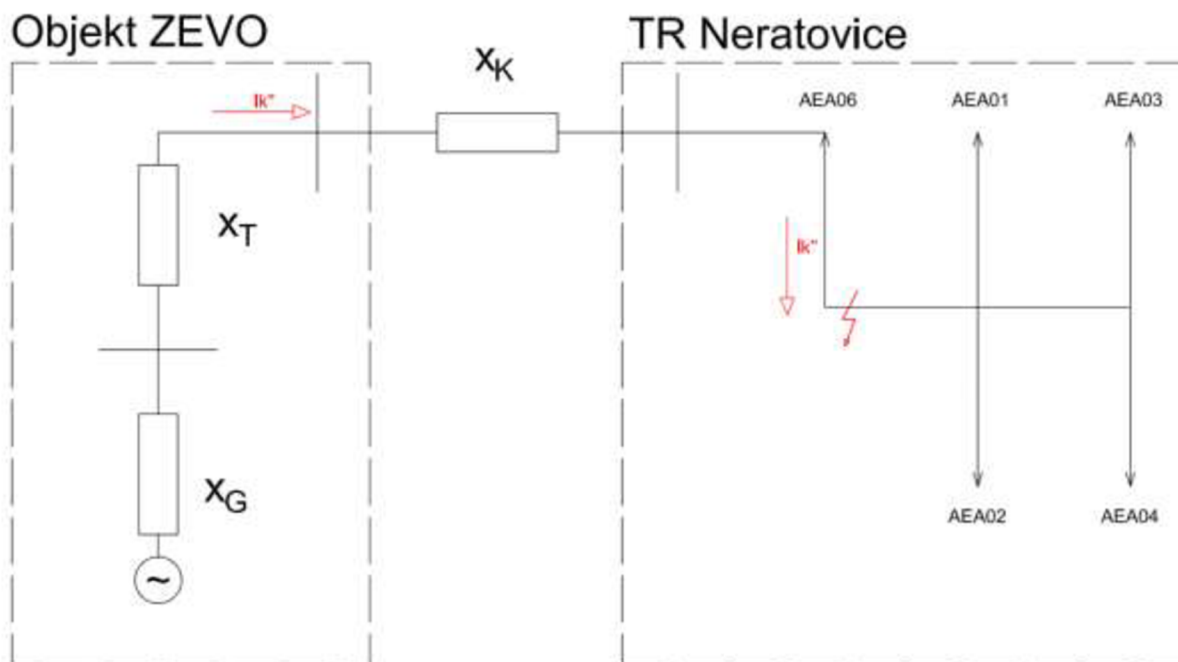 Objekt ZEVO
TR Neratovice
xK
Ik"
AEA06
AEA01
AEA03
xT
Ik"
xG
AEA02
AEA04
~